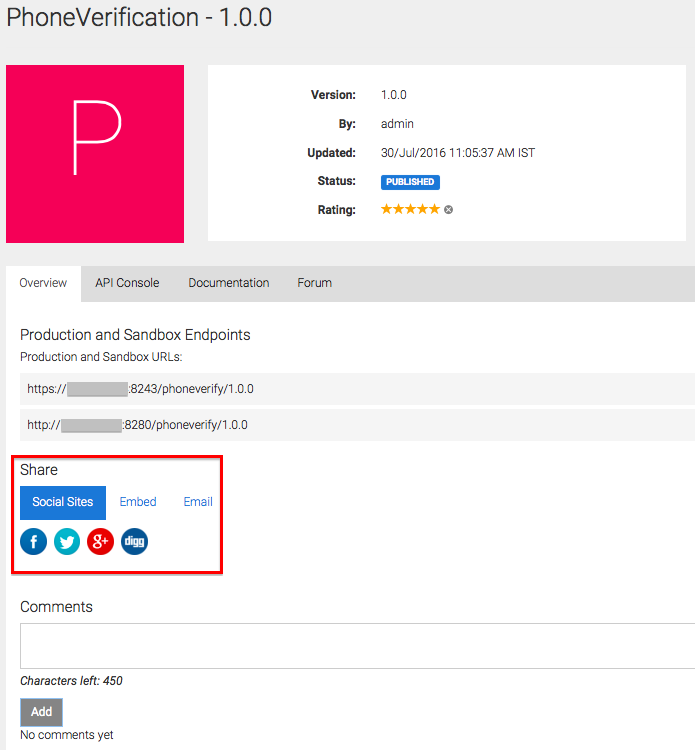 PhoneVerification - 1.0.0
P
Version: 1.0.0
By: admin
Updated: 30/Jul/2016 11:05:37 AM IST
Status: PUBLISHED
Rating:
Overview API Console Documentation Forum
Production and Sandbox Endpoints
Production and Sandbox URLs:
https:// :8243/phoneverify/1.0.0
http:// :8280/phoneverify/1.0.0
Share
Social Sites Embed Email
f g+ digg
Comments
Characters left: 450
Add
No comments yet